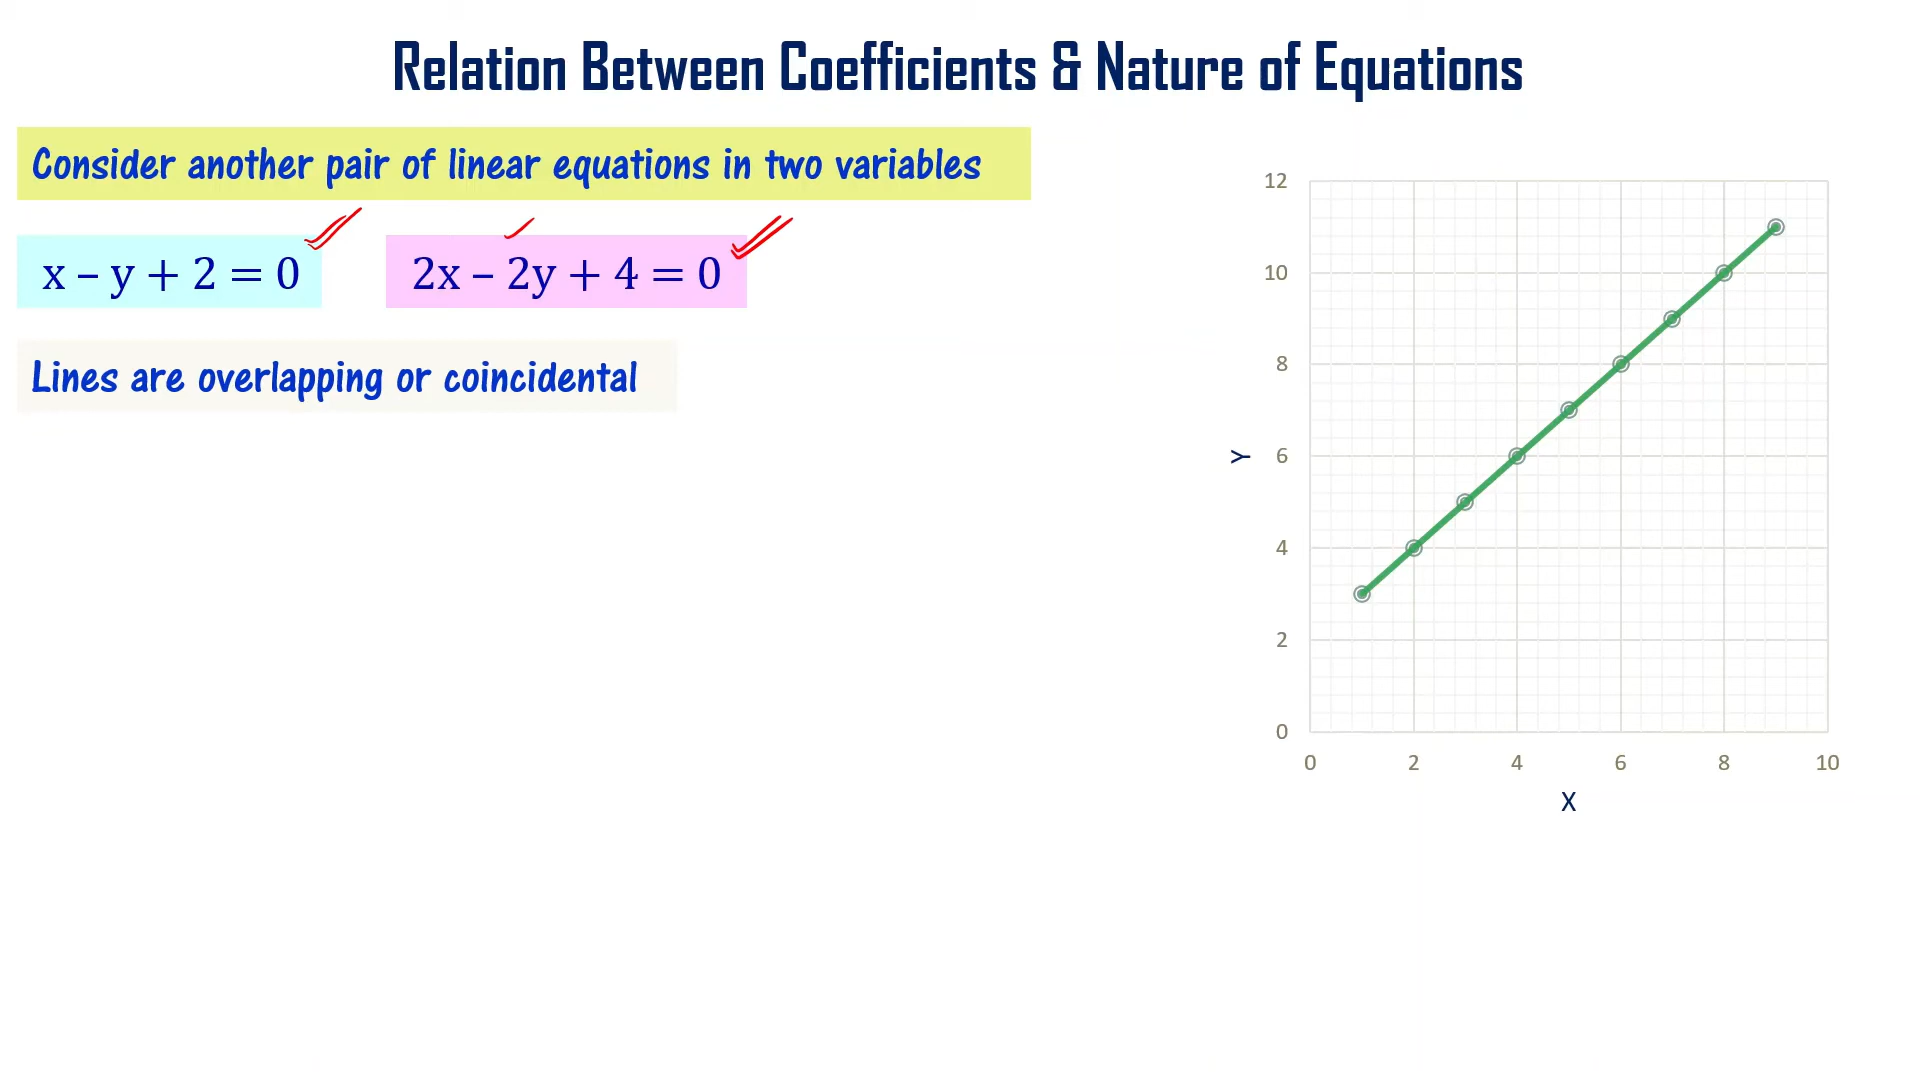 Relation Between Coefficients & Nature of Equations
Consider another pair of linear equations in two variables
x – y + 2 = 0
2x – 2y + 4 = 0
Lines are overlapping or coincidental
12
10
8
6
4
2
0
Y
0 2 4 6 8 10
X